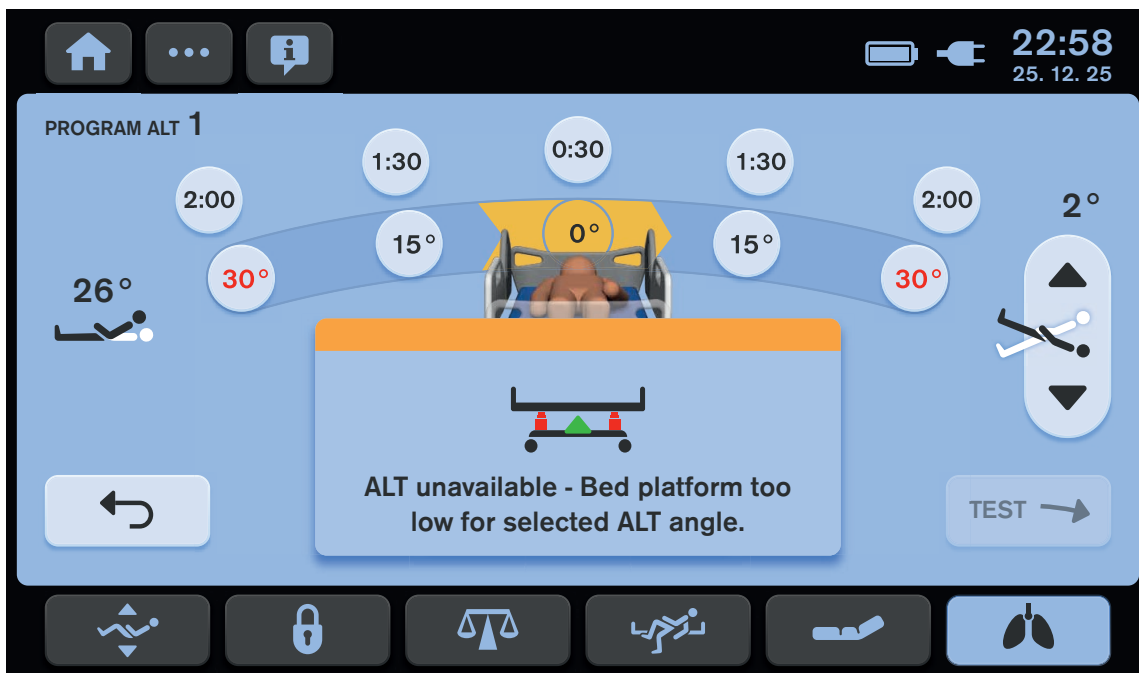 22:58
25. 12. 25
PROGRAM ALT 1
0:30
1:30
1:30
2:00
2:00
2°
0°
15°
15°
30°
30°
26°
ALT unavailable - Bed platform too
low for selected ALT angle.
TEST